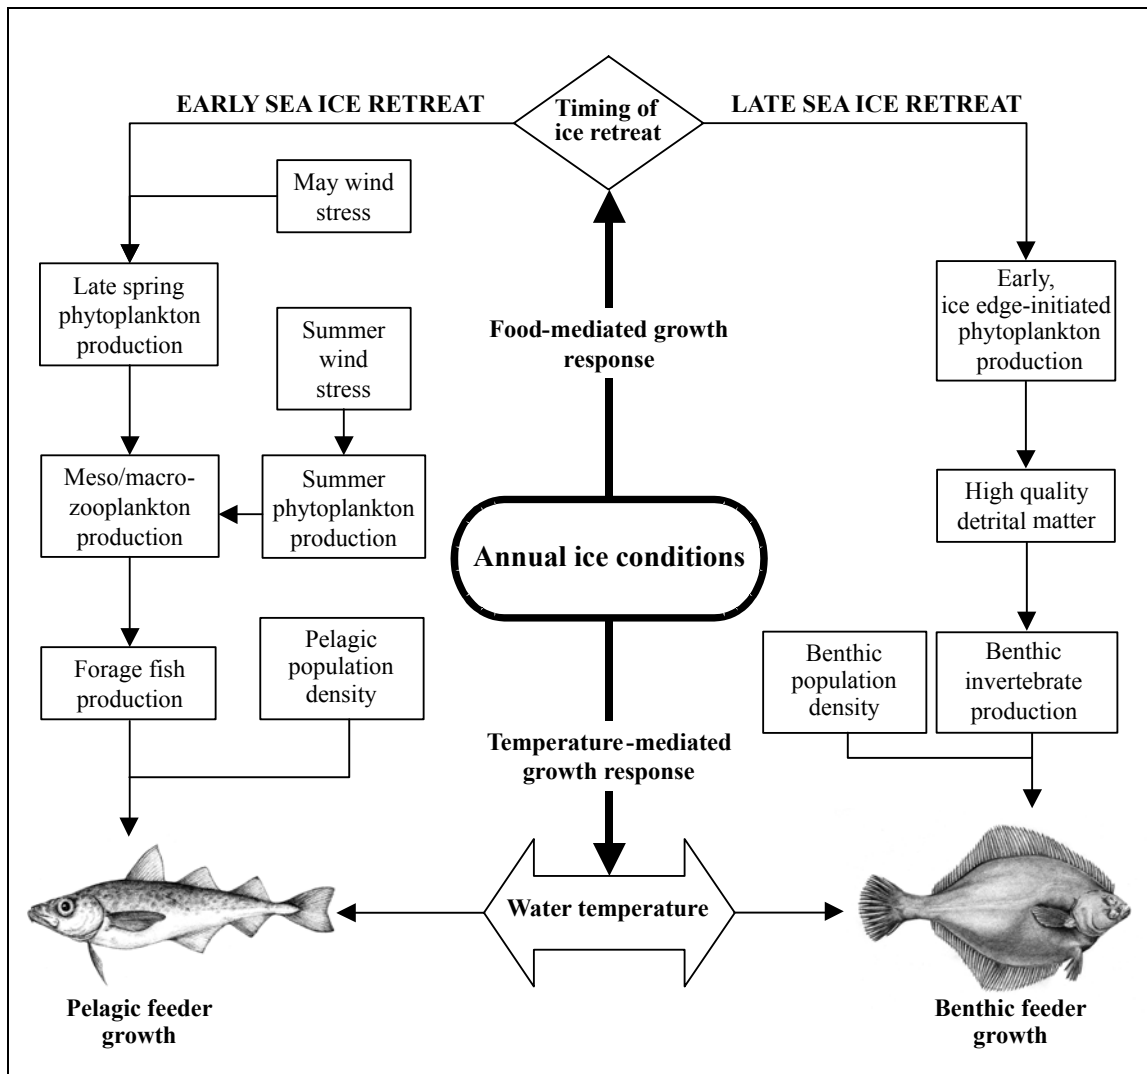 EARLY SEA ICE RETREAT
Timing of
ice retreat
LATE SEA ICE RETREAT
May wind
stress
Late spring
phytoplankton
production
Summer
wind
stress
Food-mediated growth
response
Early,
ice edge-initiated
phytoplankton
production
Meso/macro-
zooplankton
production
Summer
phytoplankton
production
High quality
detrital matter
Annual ice conditions
Forage fish
production
Pelagic
population
density
Benthic
population
density
Benthic
invertebrate
production
Temperature-mediated
growth response
Water temperature
Pelagic feeder
growth
Benthic feeder
growth